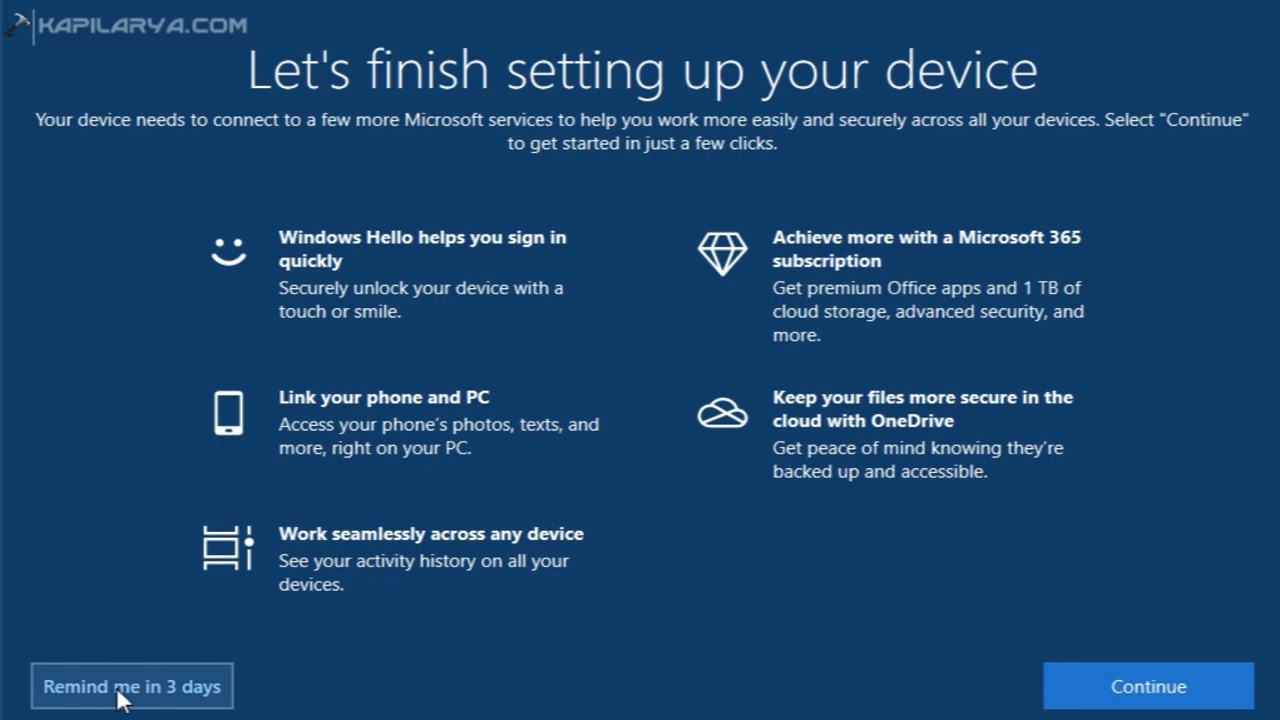 KAPILARYA.COM
Let's finish setting up your device
Your device needs to connect to a few more Microsoft services to help you work more easily and securely across all your devices. Select "Continue"
to get started in just a few clicks.
Windows Hello helps you sign in
quickly
Securely unlock your device with a
touch or smile.
Achieve more with a Microsoft 365
subscription
Get premium Office apps and 1 TB of
cloud storage, advanced security, and
more.
Link your phone and PC
Access your phone's photos, texts, and
more, right on your PC.
Keep your files more secure in the
cloud with OneDrive
Get peace of mind knowing they're
backed up and accessible.
Work seamlessly across any device
See your activity history on all your
devices.
Remind me in 3 days
Continue